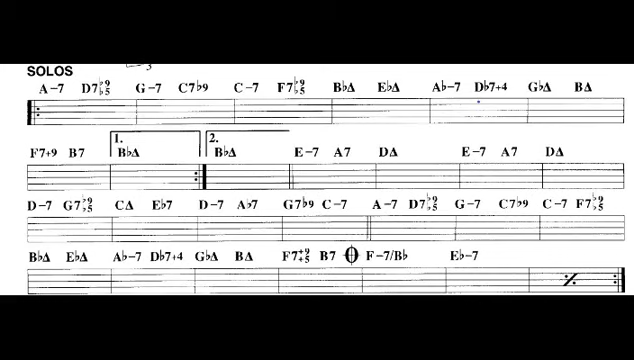 3
SOLOS
A-7 D7♭9♭5 G-7 C7♭9 C-7 F7♭9♭5 B♭Δ E♭Δ A♭-7 D♭7+4 G♭Δ BΔ
1. 2.
F7+9 B7 B♭Δ B♭Δ E-7 A7 DΔ E-7 A7 DΔ
D-7 G7♭9♭5 CΔ E♭7 D-7 A♭7 G7♭9 C-7 A-7 D7♭9♭5 G-7 C7♭9 C-7 F7♭9♭5
B♭Δ E♭Δ A♭-7 D♭7+4 G♭Δ BΔ F7+9+5 B7 F-7/B♭ E♭-7